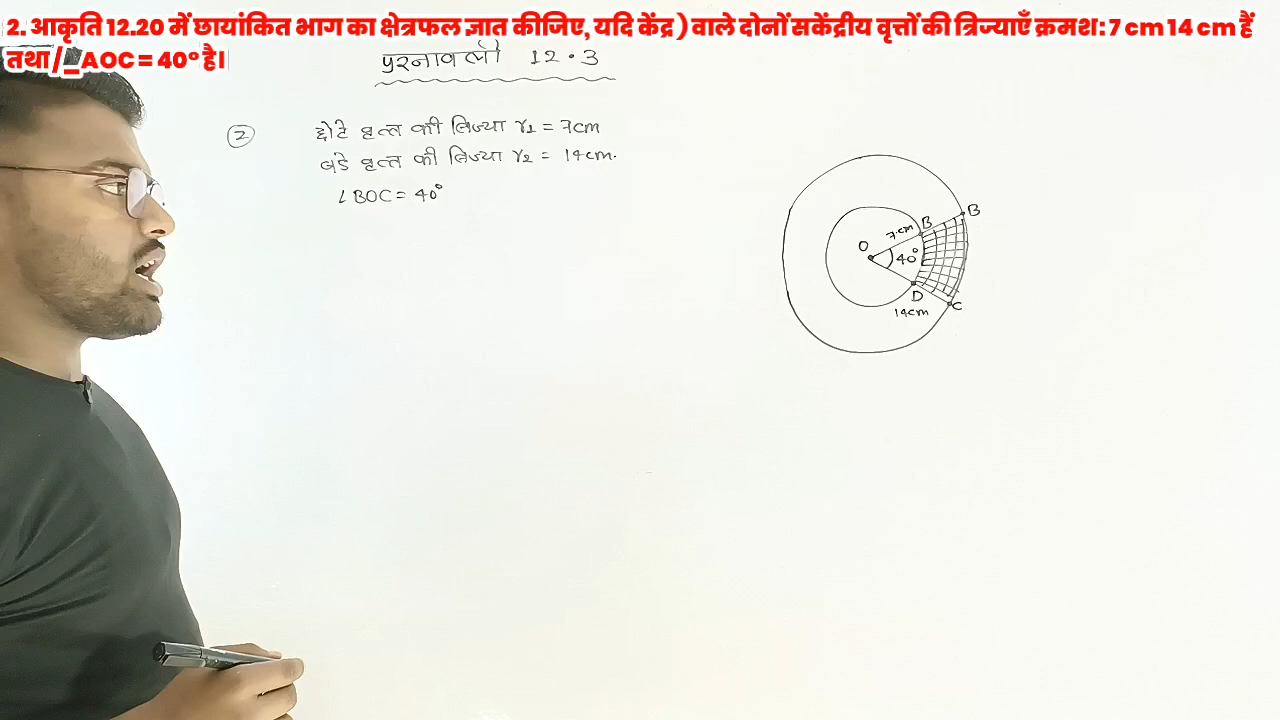 2. आकृति 12.20 में छायांकित भाग का क्षेत्रफल ज्ञात कीजिए, यदि केंद्र ) वाले दोनों सकेंद्रीय वृत्तों की त्रिज्याएँ क्रमश: 7 cm 14 cm हैं
तथा /_AOC = 40° है।
प्रश्नावली 12.3
2 छोटे वृत्त की त्रिज्या r₁ = 7cm
बडे वृत्त की त्रिज्या r₂ = 14cm.
∠BOC = 40°
B
B
7cm
O
40°
D
C
14cm